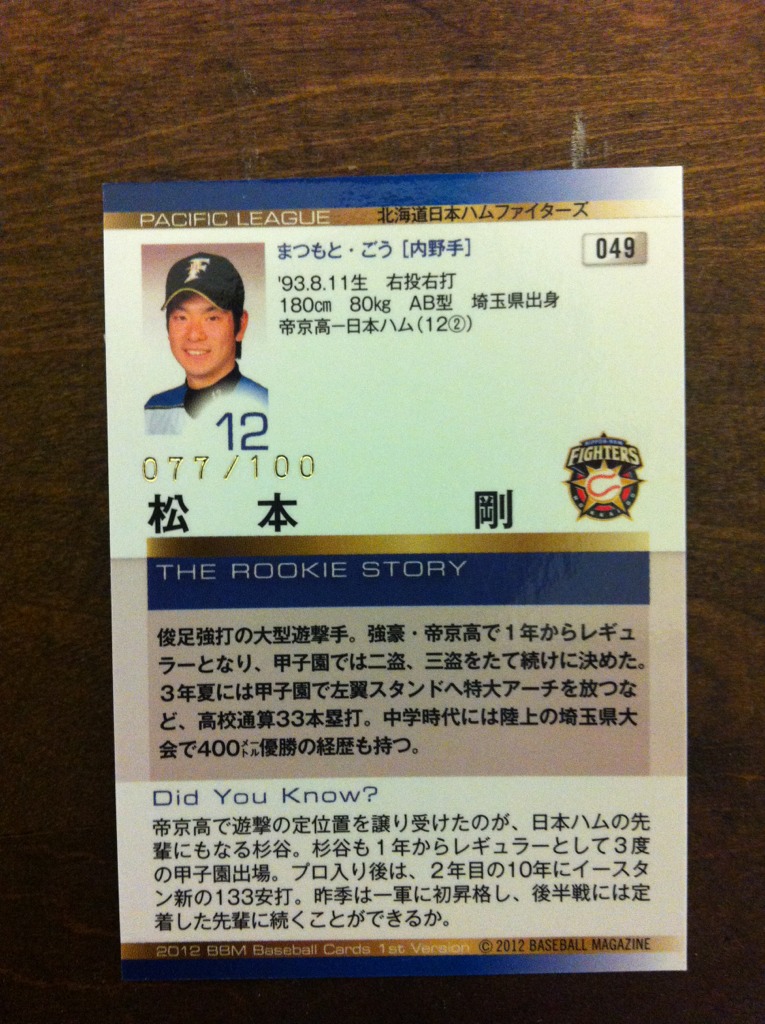 PACIFIC LEAGUE 北海道日本ハムファイターズ
まつもと・ごう [内野手] 049
'93.8.11生 右投右打
180cm 80kg AB型 埼玉県出身
帝京高―日本ハム(12②)
F
12
077/100
NIPPON-HAM
FIGHTERS
HOKKAIDO
松本 剛
THE ROOKIE STORY
俊足強打の大型遊撃手。強豪・帝京高で1年からレギュ
ラーとなり、甲子園では二盗、三盗をたて続けに決めた。
3年夏には甲子園で左翼スタンドへ特大アーチを放つな
ど、高校通算33本塁打。中学時代には陸上の埼玉県大
会で400㍍優勝の経歴も持つ。
Did You Know?
帝京高で遊撃の定位置を譲り受けたのが、日本ハムの先
輩にもなる杉谷。杉谷も1年からレギュラーとして3度
の甲子園出場。プロ入り後は、2年目の10年にイースタ
ン新の133安打。昨季は一軍に初昇格し、後半戦には定
着した先輩に続くことができるか。
2012 BBM Baseball Cards 1st Version © 2012 BASEBALL MAGAZINE